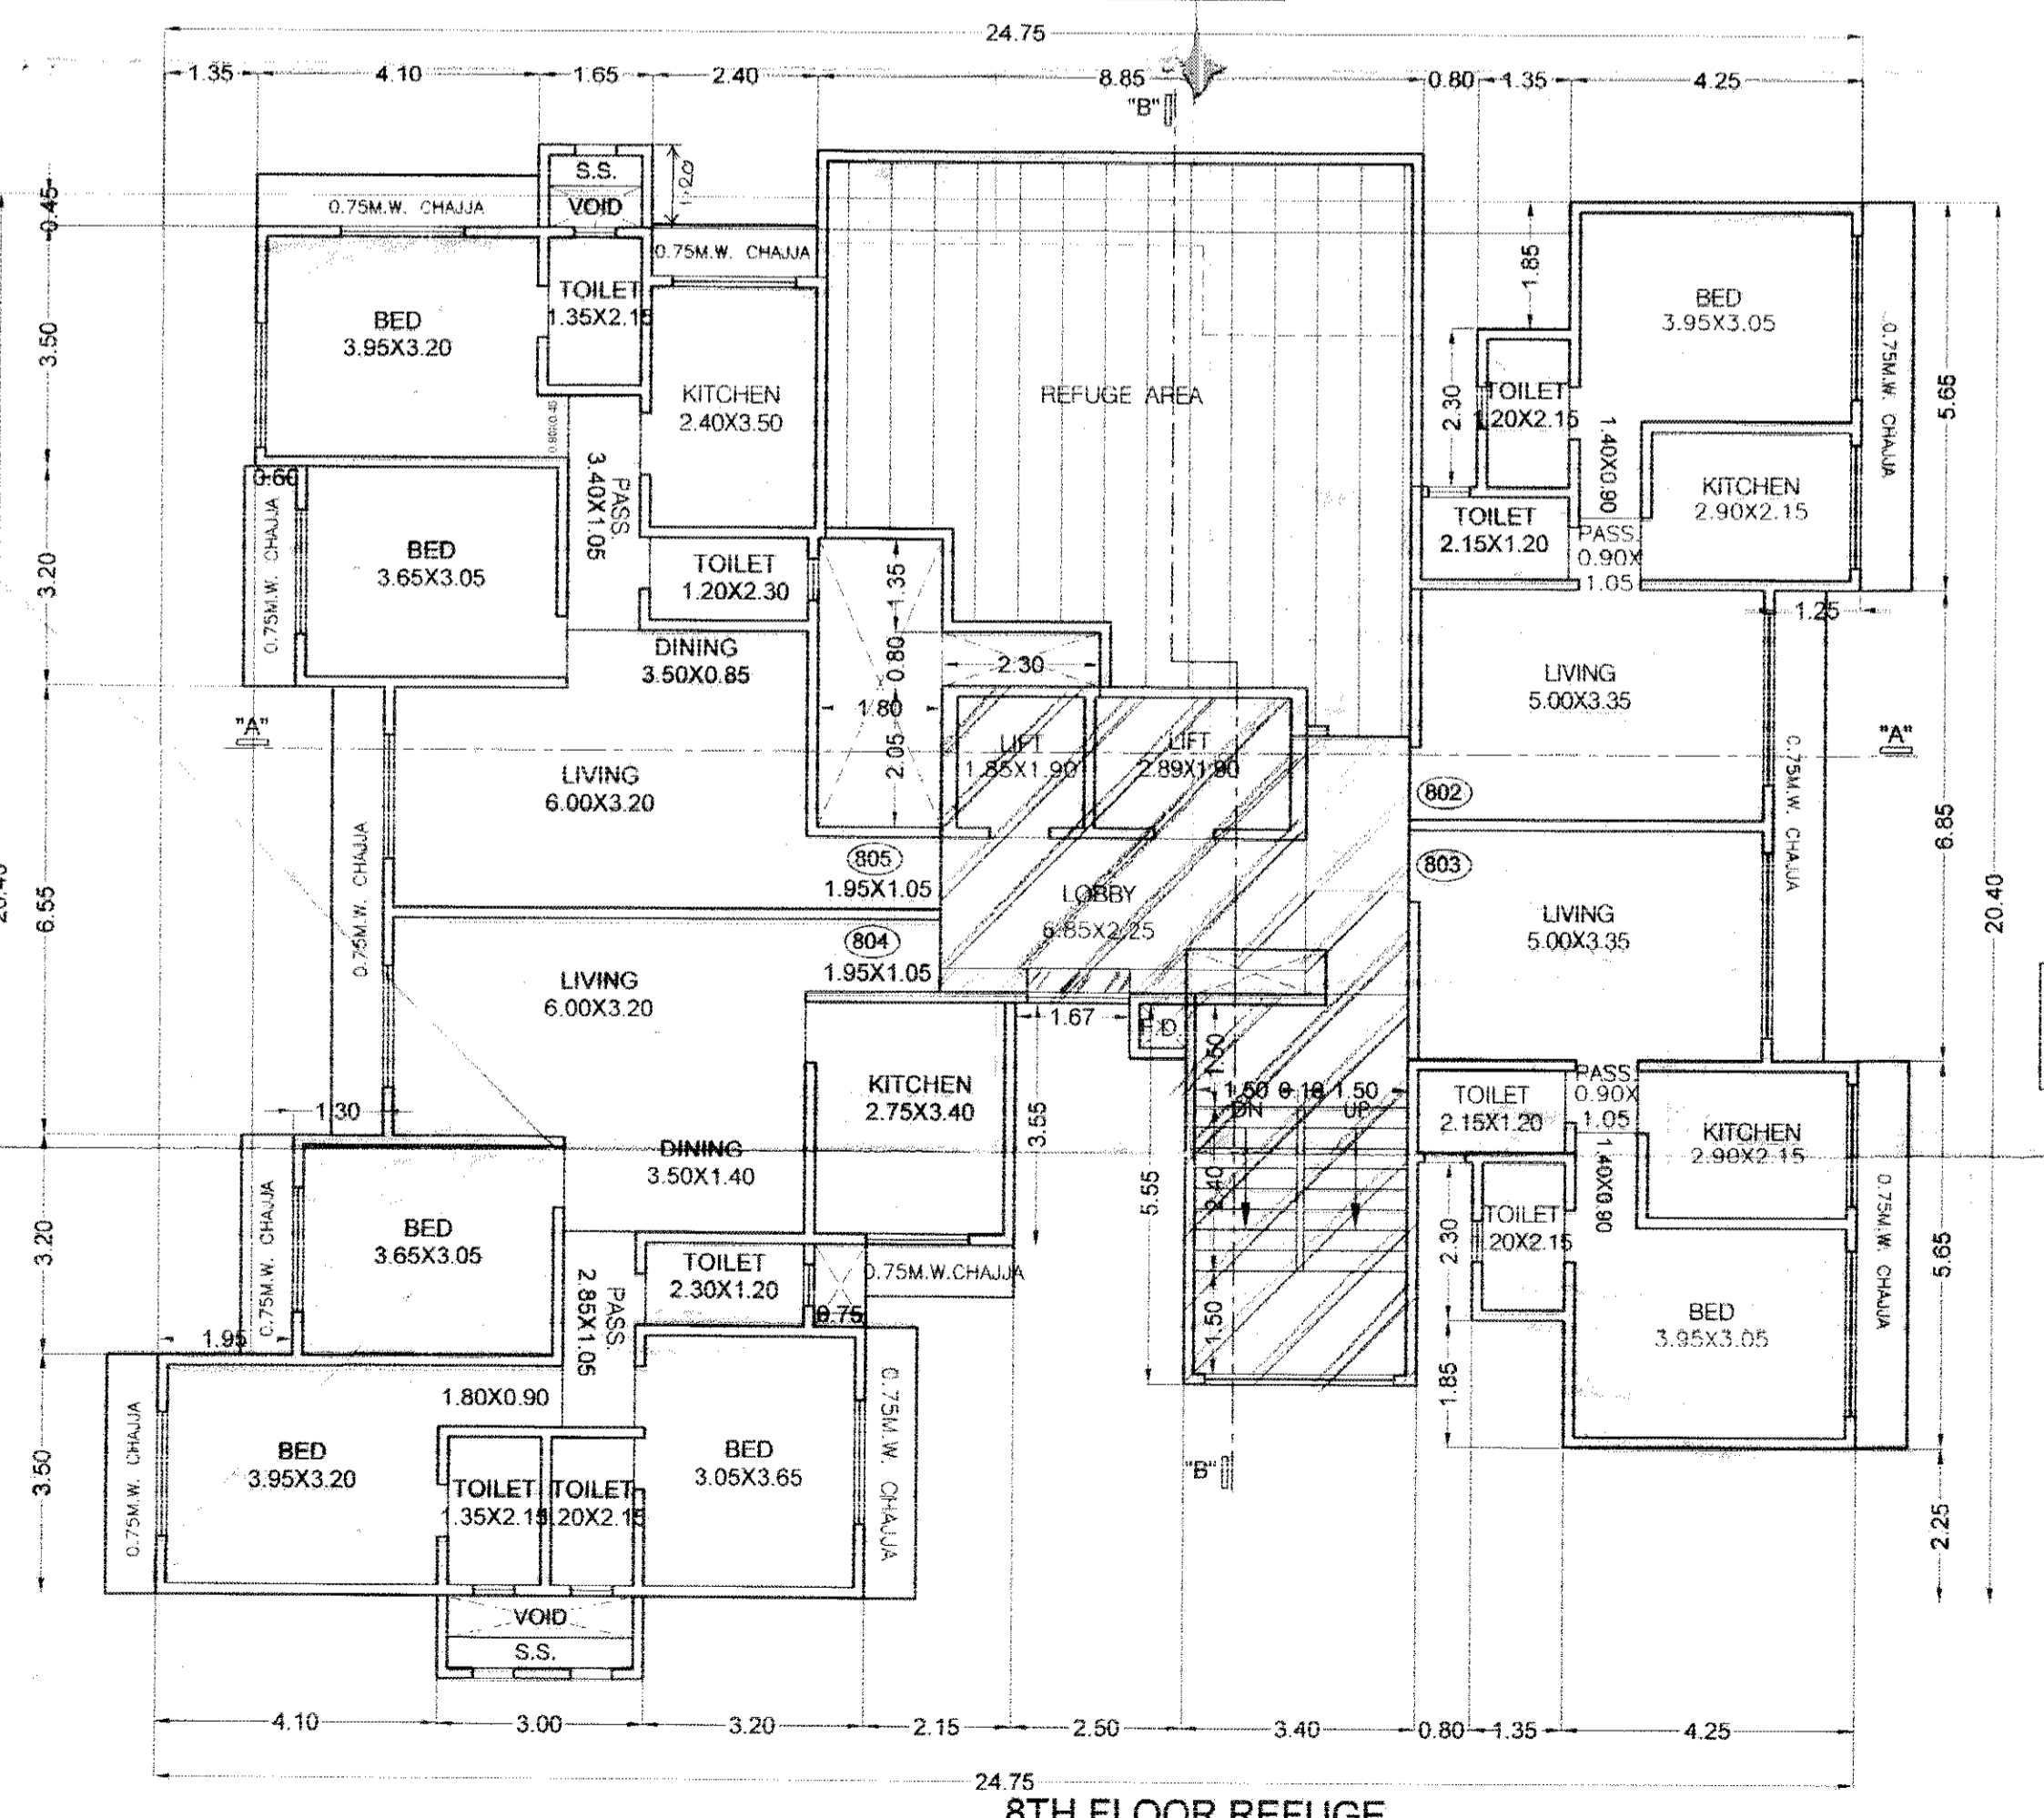 24.75
1.35 4.10 1.65 2.40 8.85 0.80 1.35 4.25
"B"
S.S.
VOID
1.20
0.45
0.75M.W. CHAJJA
0.75M.W. CHAJJA
TOILET
1.35X2.15
BED
3.95X3.20
3.50
KITCHEN
2.40X3.50
0.80X0.45
REFUGE AREA
1.85
BED
3.95X3.05
0.75M.W. CHAJJA
5.65
2.30
TOILET
1.20X2.15
1.40X0.90
KITCHEN
2.90X2.15
TOILET
2.15X1.20
PASS.
0.90X
1.05
0.60
0.75M.W. CHAJJA
BED
3.65X3.05
3.20
PASS.
3.40X1.05
TOILET
1.20X2.30
1.35
1.25
DINING
3.50X0.85
0.80
2.30
LIVING
5.00X3.35
"A"
1.80
2.05
LIFT
1.85X1.90
LIFT
2.89X1.90
"A"
LIVING
6.00X3.20
802
0.75M.W. CHAJJA
6.85
0.75M.W. CHAJJA
805
1.95X1.05
803
LOBBY
6.85X2.25
20.40
6.55
804
1.95X1.05
LIVING
5.00X3.35
LIVING
6.00X3.20
1.67
F.D.
1.50
KITCHEN
2.75X3.40
3.55
1.50 0.18 1.50
DN UP
TOILET
2.15X1.20
PASS.
0.90X
1.05
KITCHEN
2.90X2.15
1.30
DINING
3.50X1.40
5.55
2.40
1.40X0.90
0.75M.W. CHAJJA
BED
3.65X3.05
3.20
2.30
TOILET
1.20X2.15
0.75M.W. CHAJJA
5.65
PASS.
2.85X1.05
TOILET
2.30X1.20
0.75M.W.CHAJJA
0.75
1.50
BED
3.95X3.05
1.95
1.80X0.90
1.85
0.75M.W. CHAJJA
BED
3.95X3.20
3.50
TOILET
1.35X2.15
TOILET
1.20X2.15
BED
3.05X3.65
0.75M.W. CHAJJA
"B"
2.25
VOID
S.S.
4.10 3.00 3.20 2.15 2.50 3.40 0.80 1.35 4.25
24.75
8TH FLOOR REFUGE